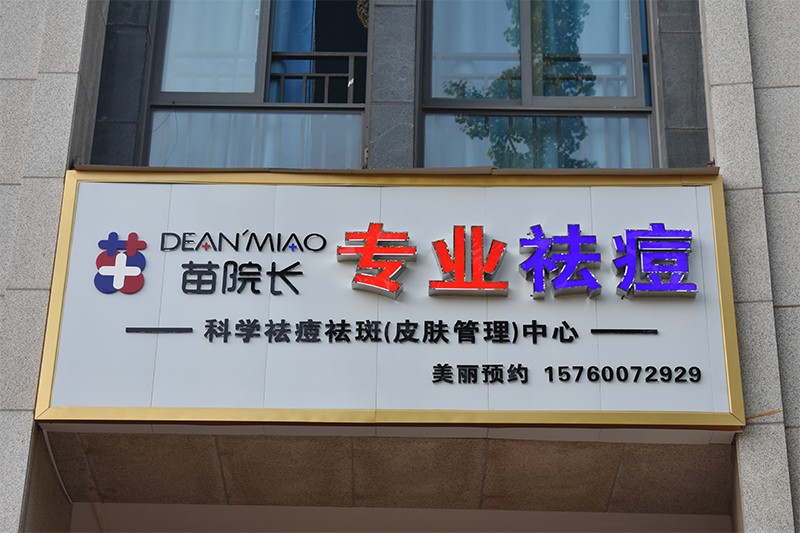 DEAN'MIAO
苗院长
专业祛痘
科学祛痘祛斑(皮肤管理)中心
美丽预约 15760072929